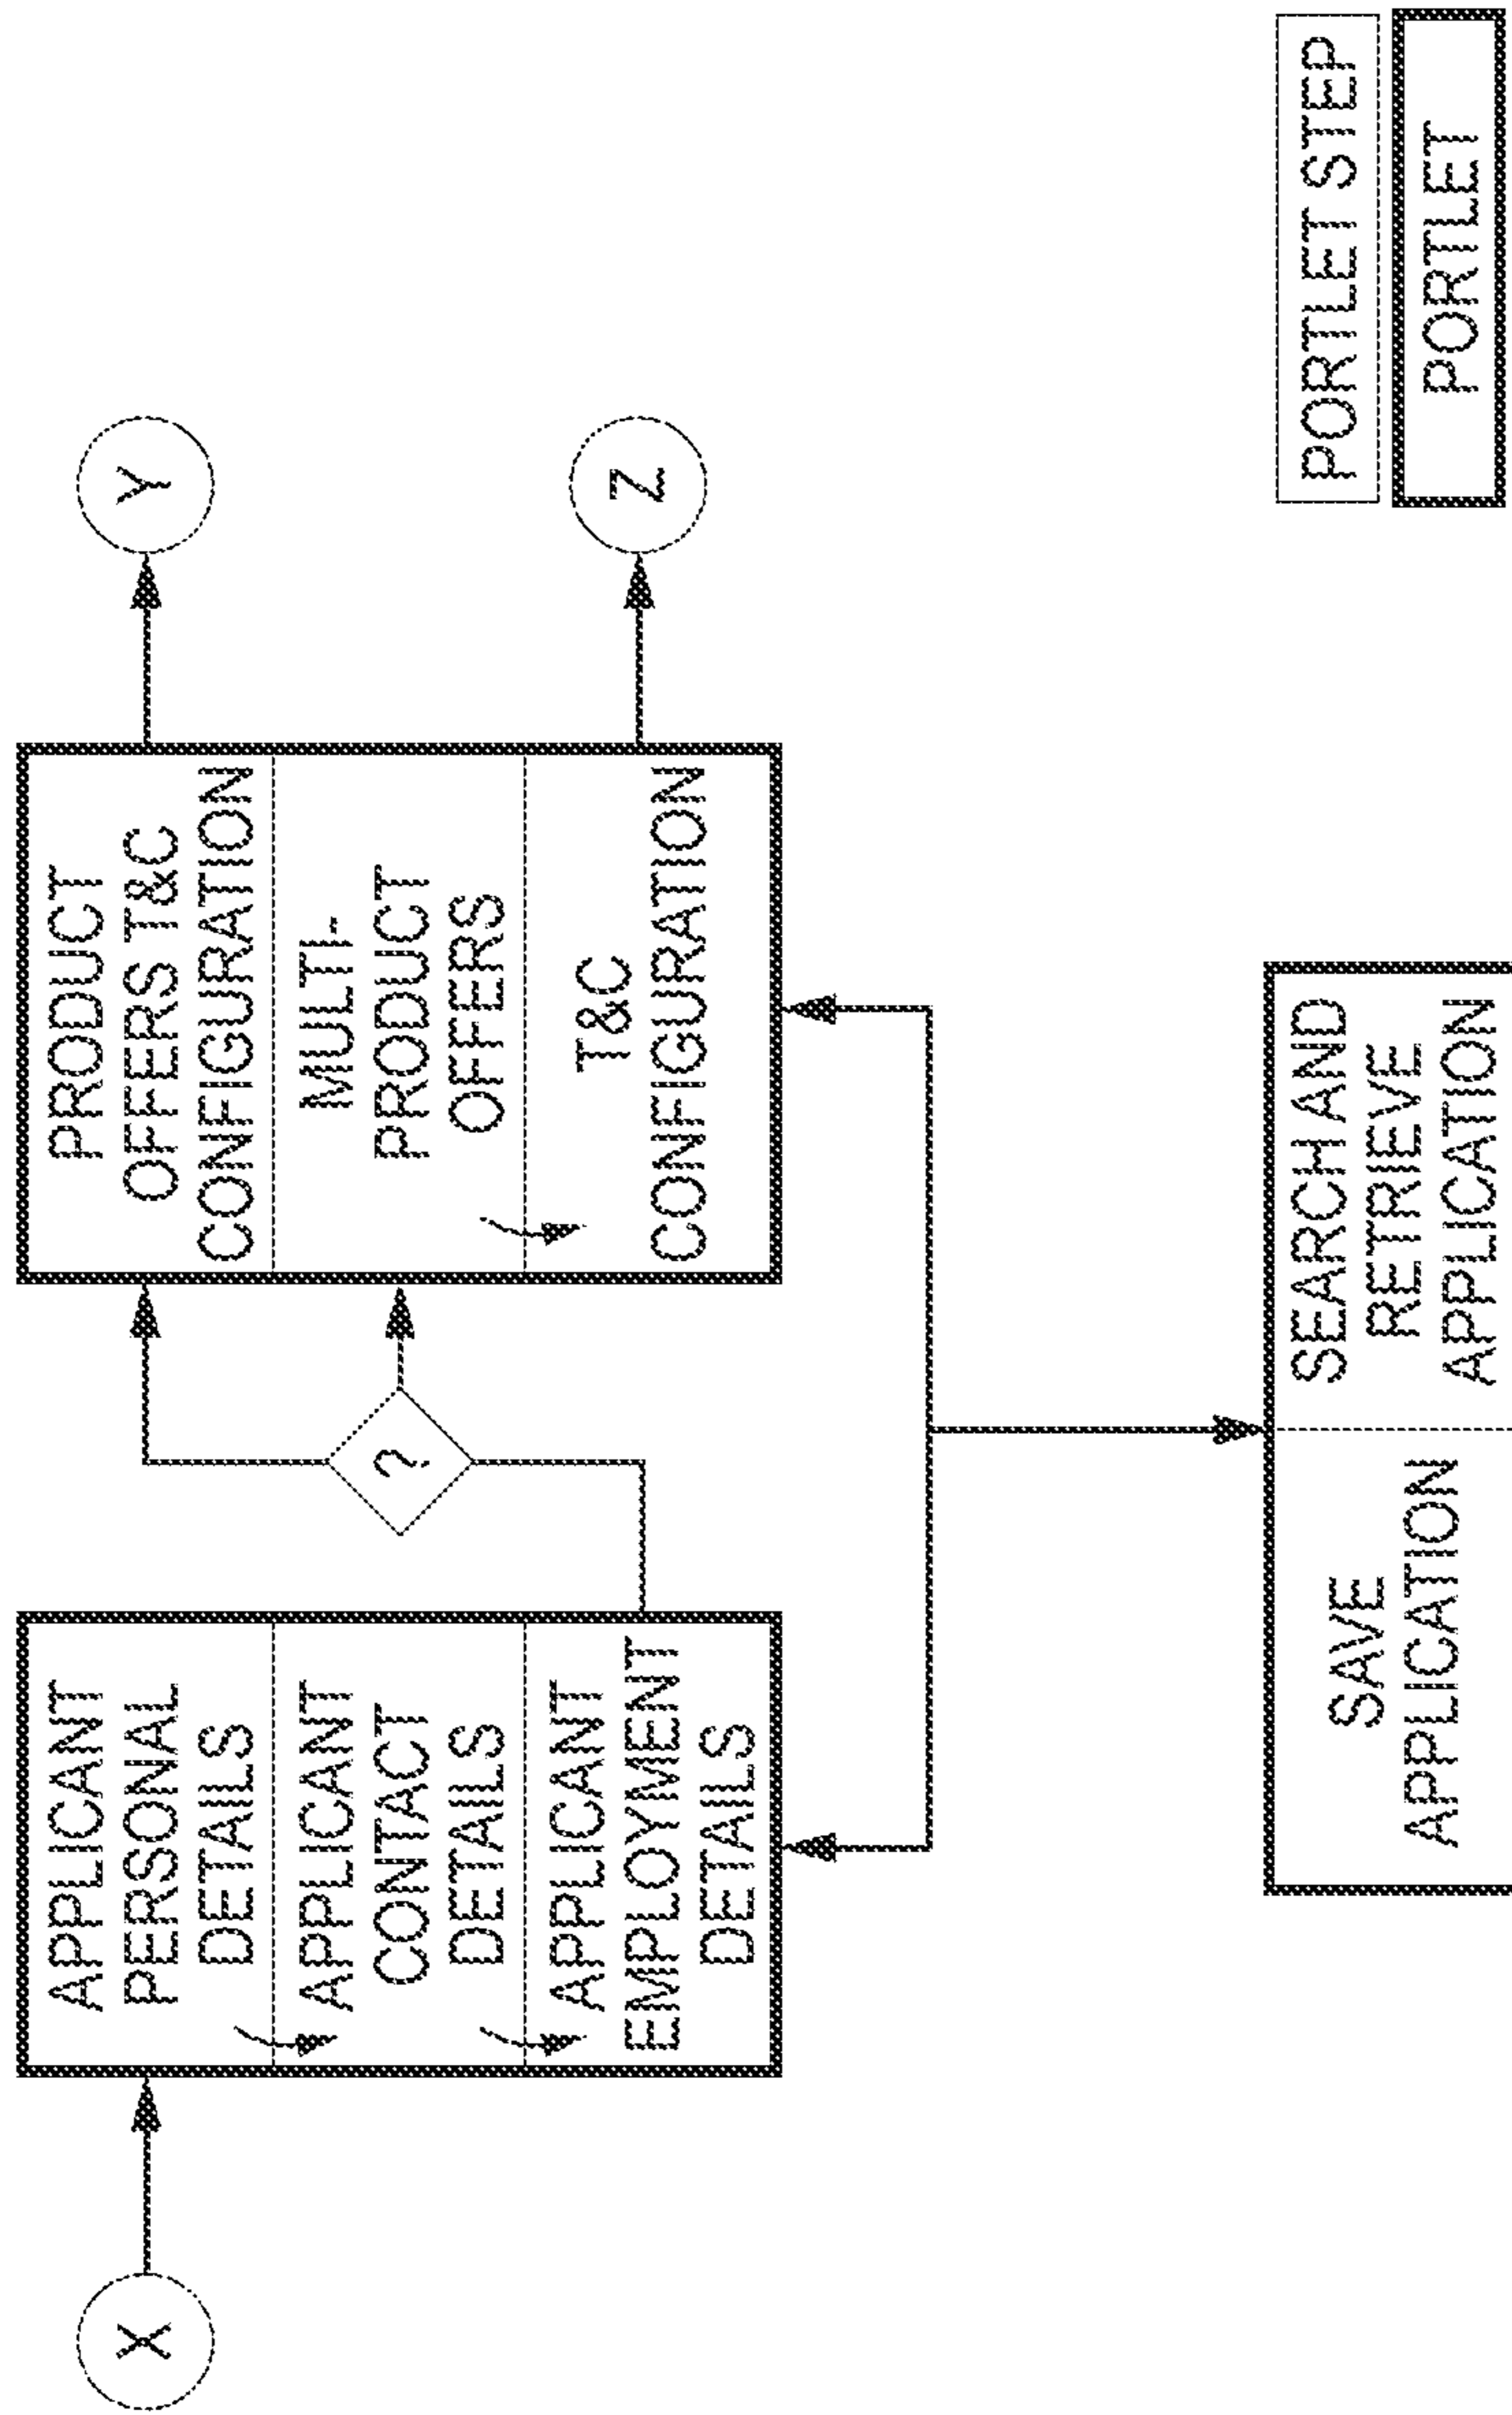 X
APPLICANT
PERSONAL
DETAILS
APPLICANT
CONTACT
DETAILS
APPLICANT
EMPLOYMENT
DETAILS
?
PRODUCT
OFFERS T&C
CONFIGURATION
MULTI-
PRODUCT
OFFERS
T&C
CONFIGURATION
Y
Z
SAVE
APPLICATION
SEARCH AND
RETRIEVE
APPLICATION
PORTLET STEP
PORTLET